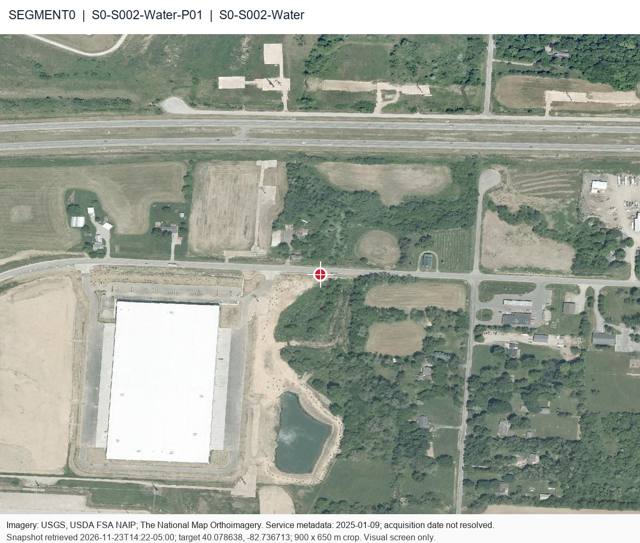 SEGMENT0 | S0-S002-Water-P01 | S0-S002-Water
Imagery: USGS, USDA FSA NAIP; The National Map Orthoimagery. Service metadata: 2025-01-09; acquisition date not resolved.
Snapshot retrieved 2026-11-23T14:22-05:00; target 40.078638, -82.736713; 900 x 650 m crop. Visual screen only.